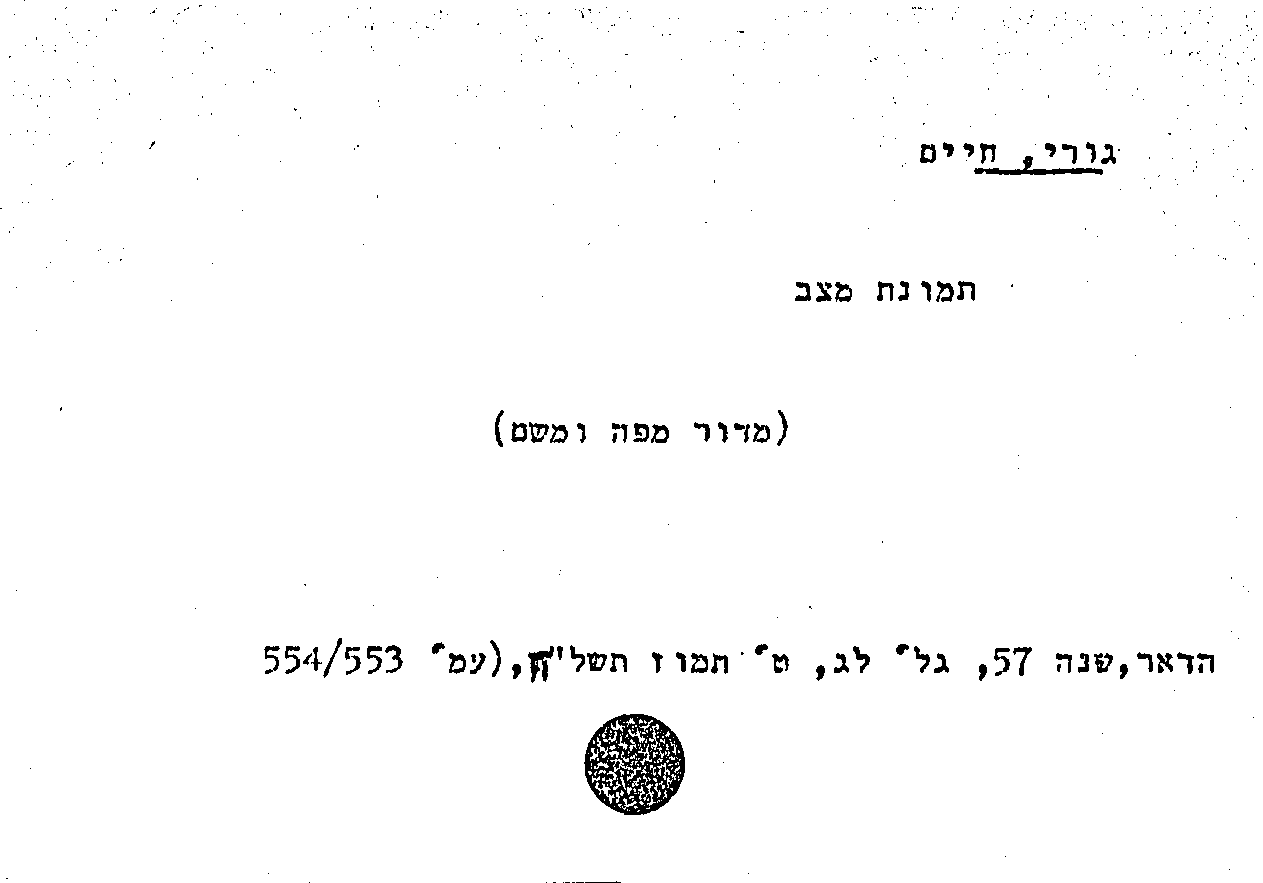 גורי, חיים
תמונת מצב
(מדור מפה ומשם)
הדאר,שנה 57, גל' לג, ט' תמוז תשל"ח,(עמ' 554/553